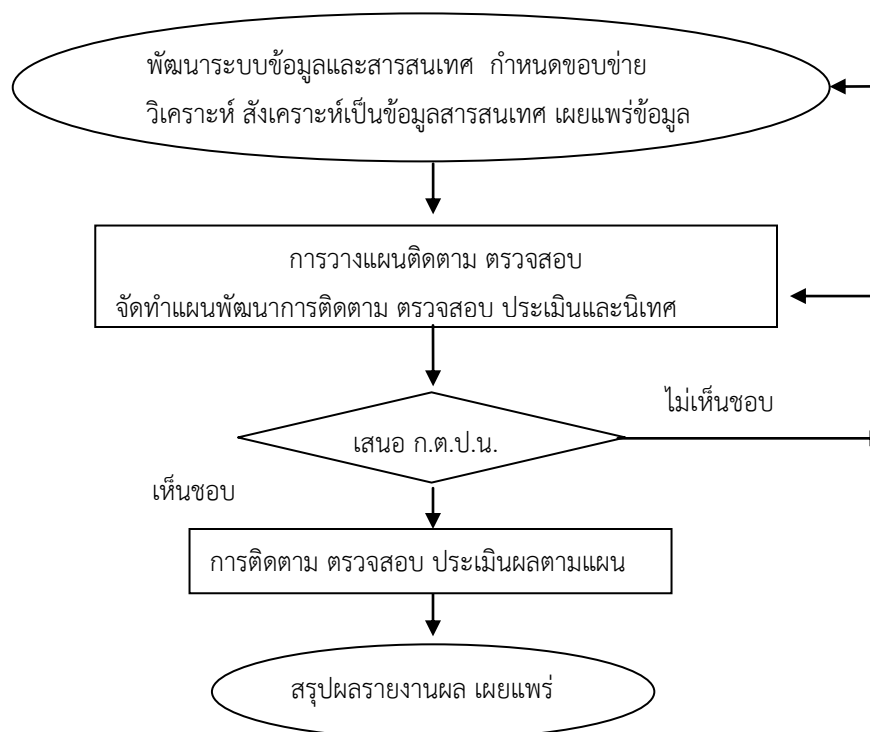 พัฒนาระบบข้อมูลและสารสนเทศ กำหนดขอบข่าย
วิเคราะห์ สังเคราะห์เป็นข้อมูลสารสนเทศ เผยแพร่ข้อมูล
การวางแผนติดตาม ตรวจสอบ
จัดทำแผนพัฒนาการติดตาม ตรวจสอบ ประเมินและนิเทศ
ไม่เห็นชอบ
เสนอ ก.ต.ป.น.
เห็นชอบ
การติดตาม ตรวจสอบ ประเมินผลตามแผน
สรุปผลรายงานผล เผยแพร่